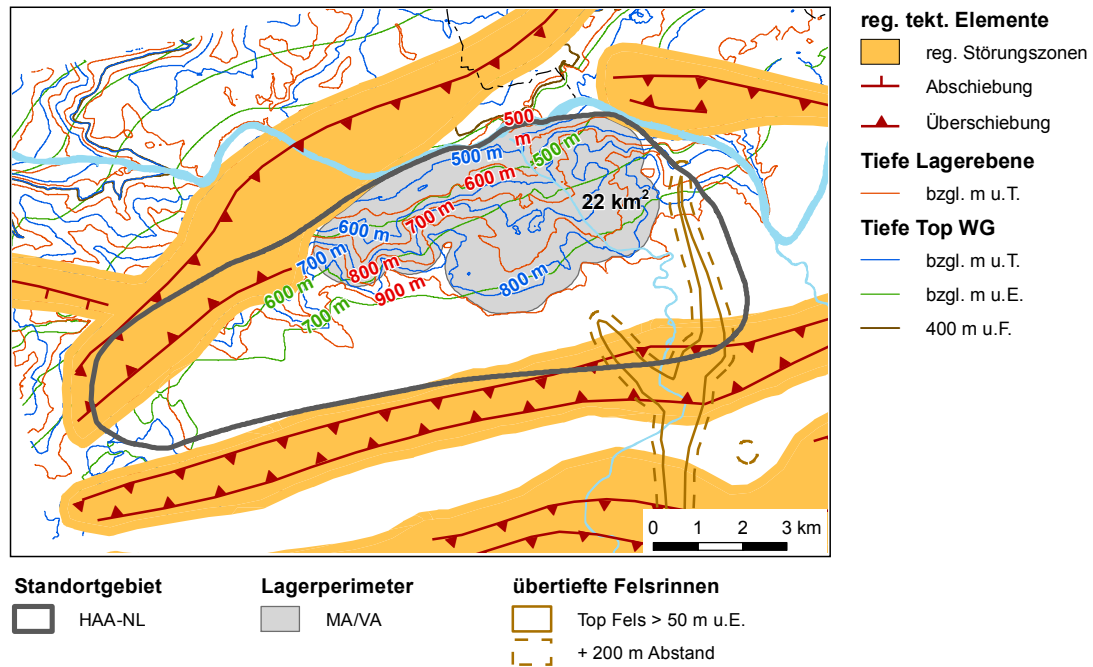 500
m
500 m
-500 m
600 m
22 km²
700 m
600 m
700 m
800 m
800 m
600 m
900 m
700 m
0 1 2 3 km
reg. tekt. Elemente
reg. Störungszonen
Abschiebung
Überschiebung
Tiefe Lagerebene
bzgl. m u.T.
Tiefe Top WG
bzgl. m u.T.
bzgl. m u.E.
400 m u.F.
Standortgebiet
HAA-NL
Lagerperimeter
MA/VA
übertiefte Felsrinnen
Top Fels > 50 m u.E.
+ 200 m Abstand